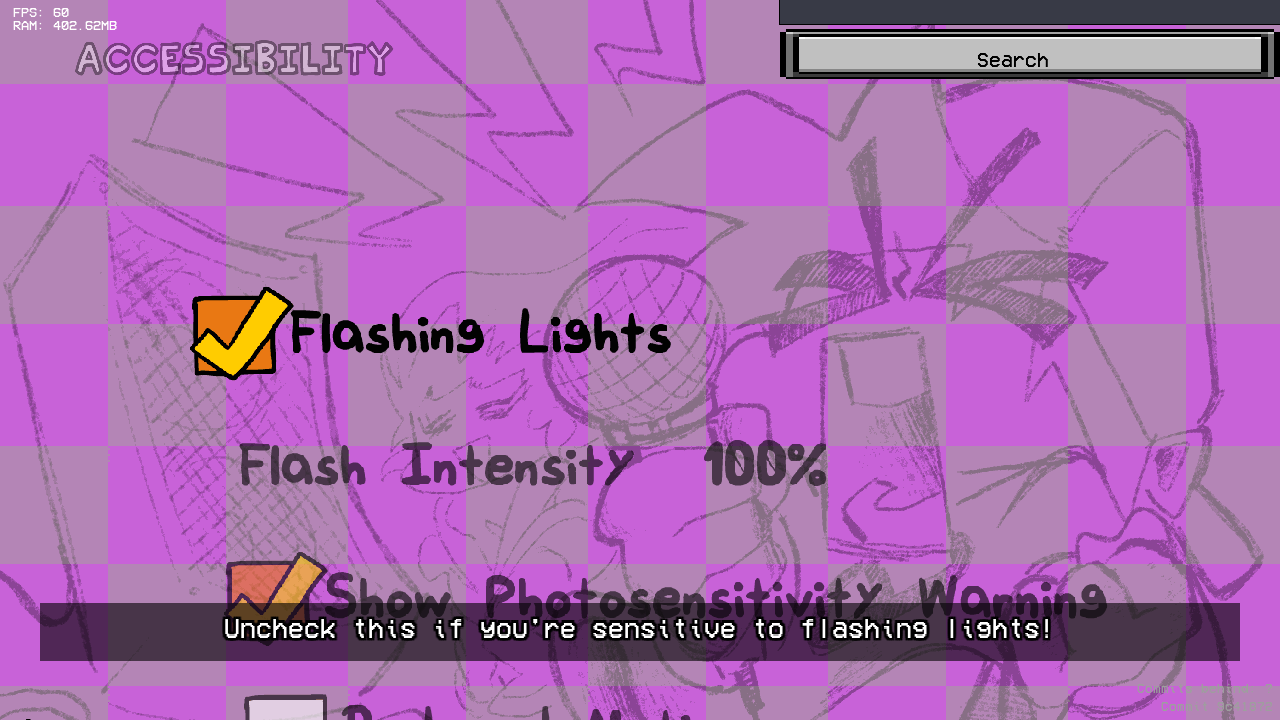 FPS: 60
RAM: 402.62MB
ACCESSIBILITY
Search
Flashing Lights
Flash Intensity 100%
Show Photosensitivity Warning
Uncheck this if you're sensitive to flashing lights!